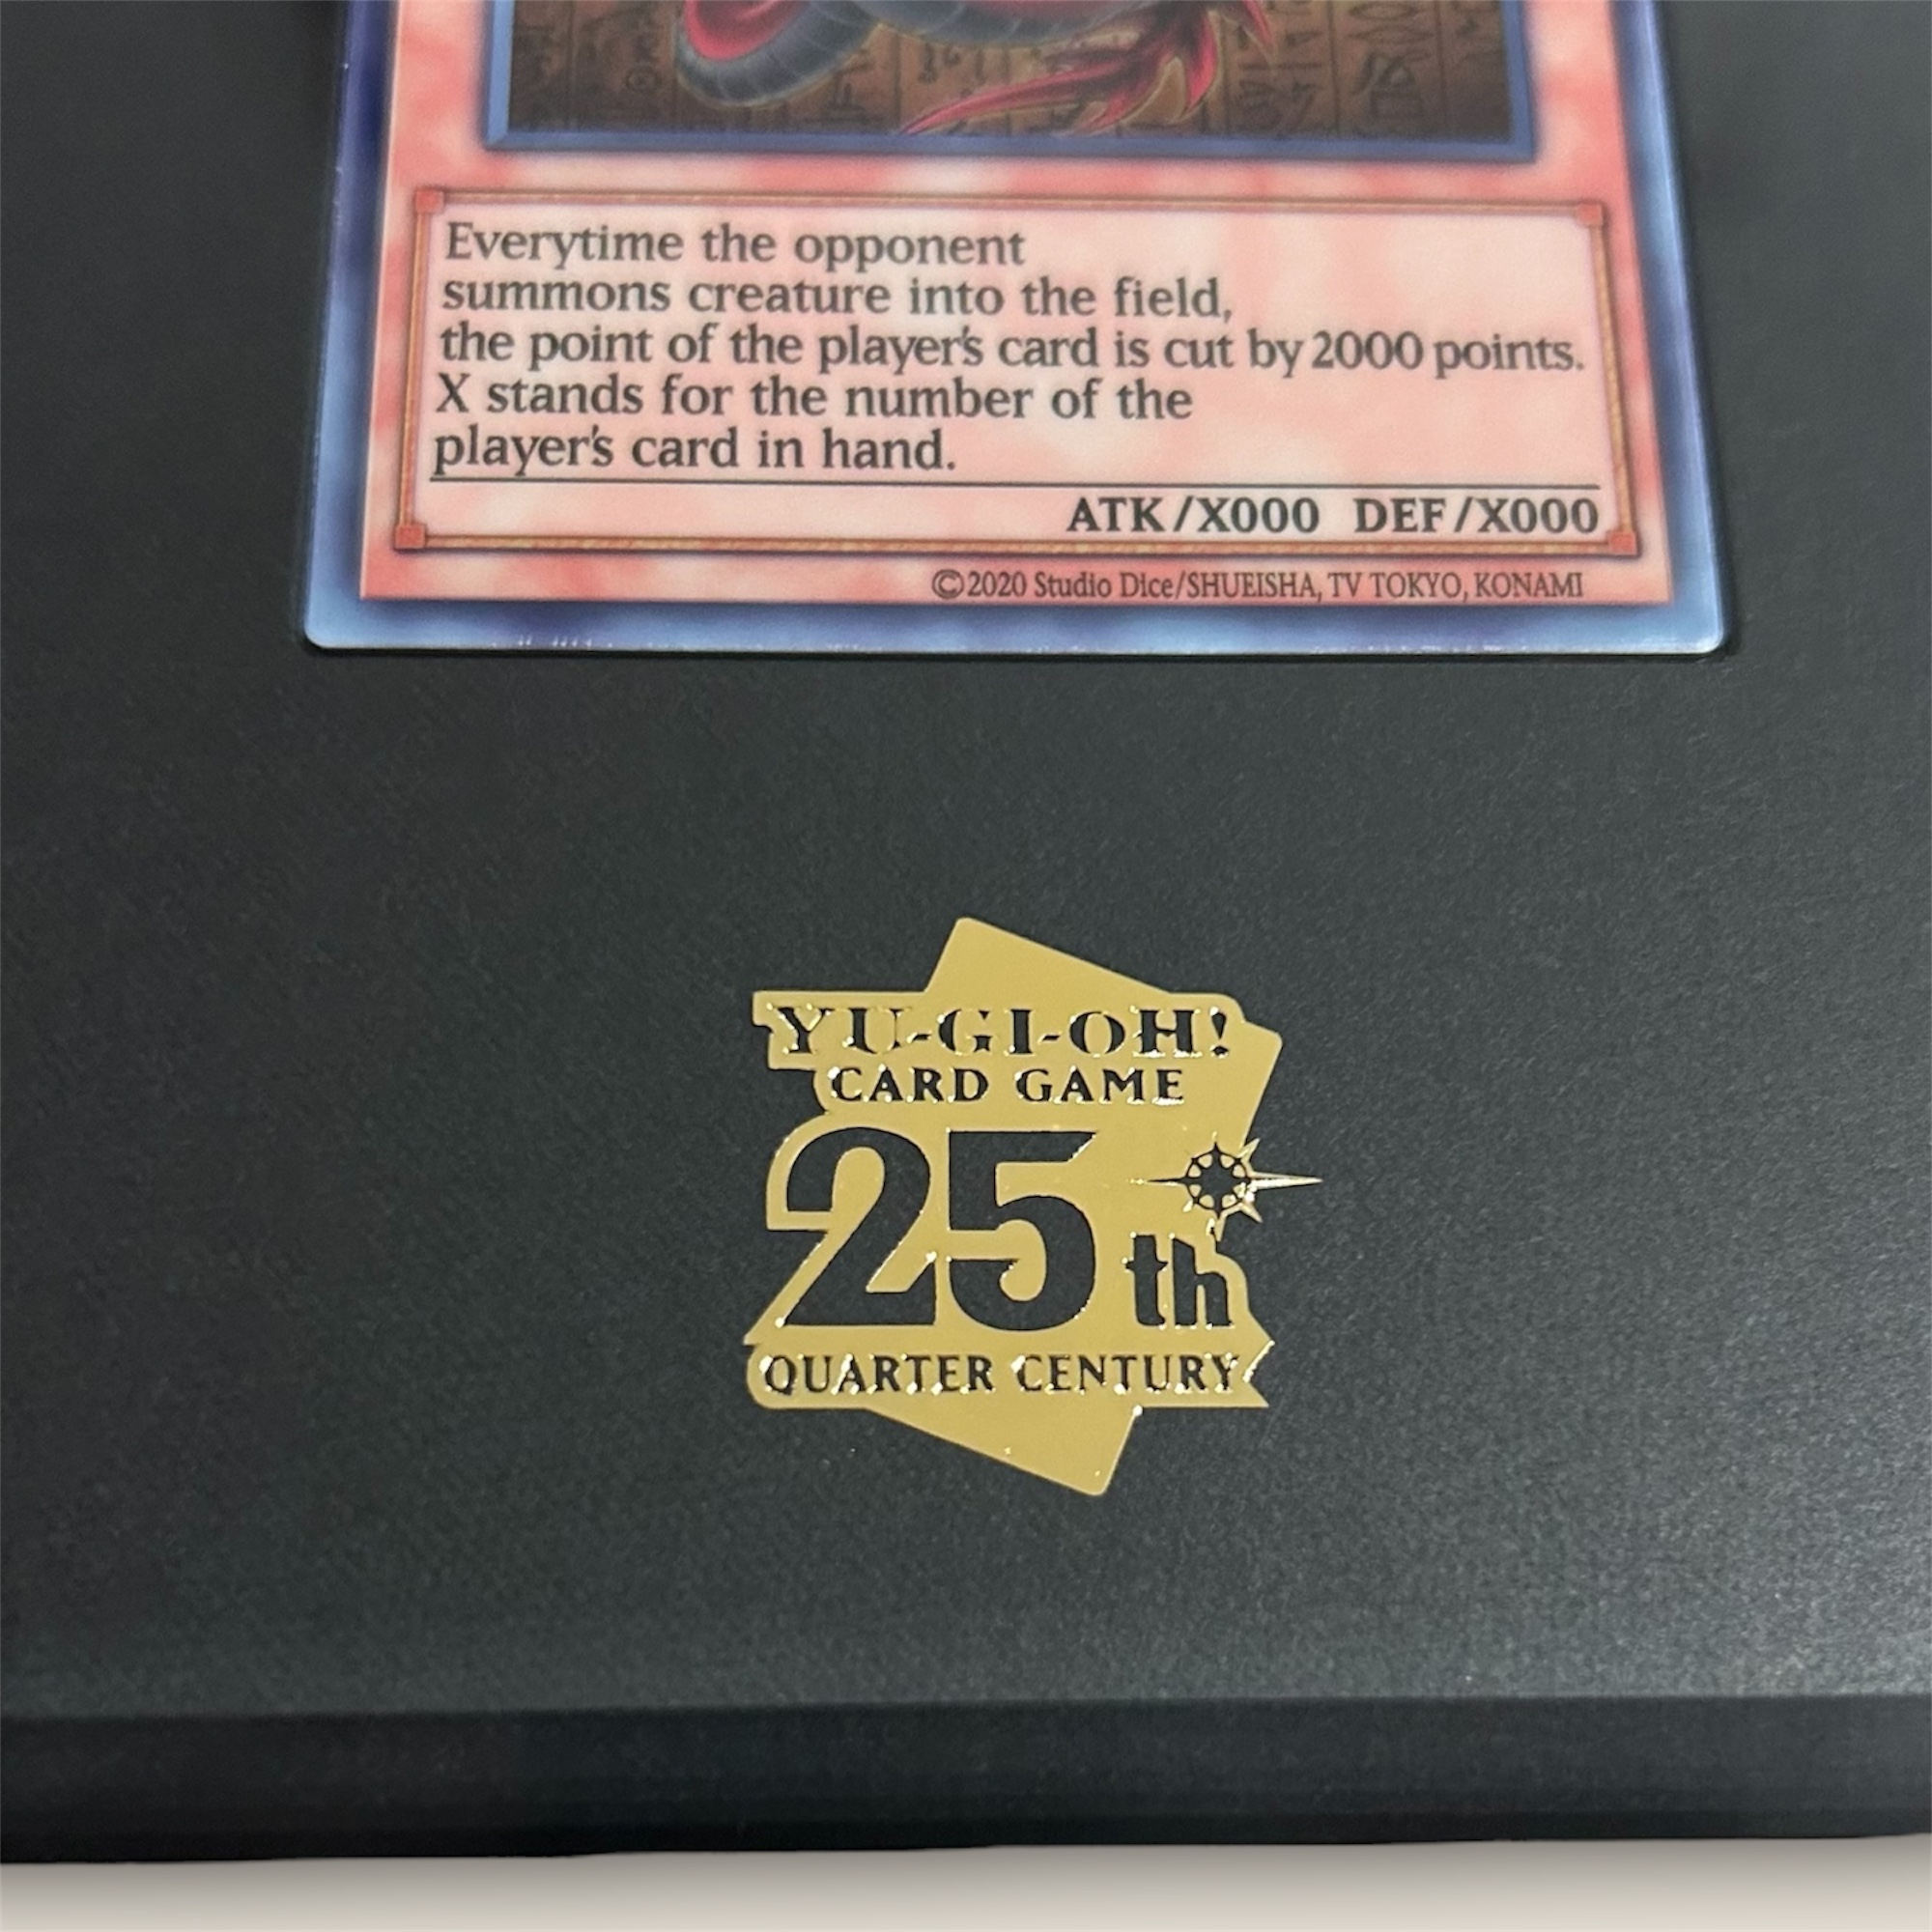 Everytime the opponent
summons creature into the field,
the point of the player's card is cut by 2000 points.
X stands for the number of the
player's card in hand.
ATK/X000 DEF/X000
©2020 Studio Dice/SHUEISHA, TV TOKYO, KONAMI
YU-GI-OH!
CARD GAME
25th
QUARTER CENTURY